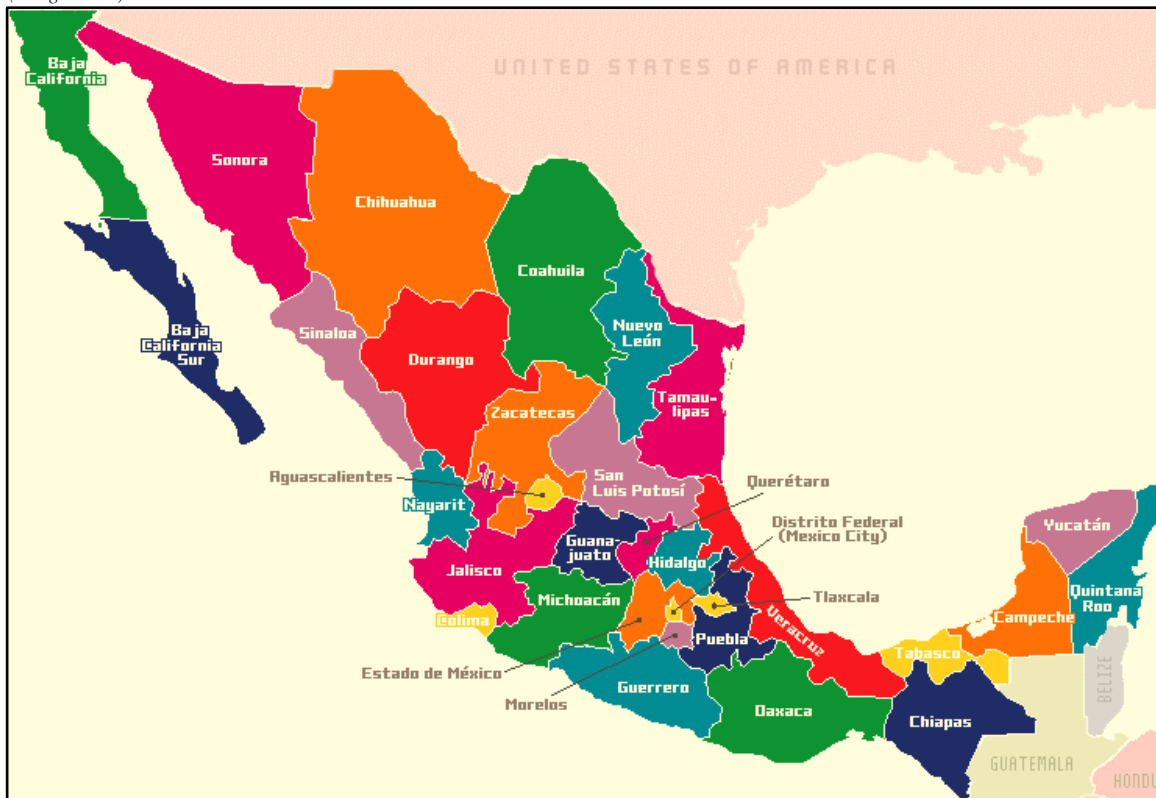 UNITED STATES OF AMERICA
Baja
California
Sonora
Chihuahua
Coahuila
Baja
California
Sur
Sinaloa
Nuevo
León
Durango
Tamau-
lipas
Zacatecas
Aguascalientes
San
Luis Potosí
Querétaro
Nayarit
Distrito Federal
(Mexico City)
Yucatán
Guana-
juato
Hidalgo
Jalisco
Quintana
Roo
Michoacán
Tlaxcala
Colima
Campeche
Veracruz
Puebla
Tabasco
Estado de México
Guerrero
BELIZE
Morelos
Oaxaca
Chiapas
GUATEMALA
HONDU